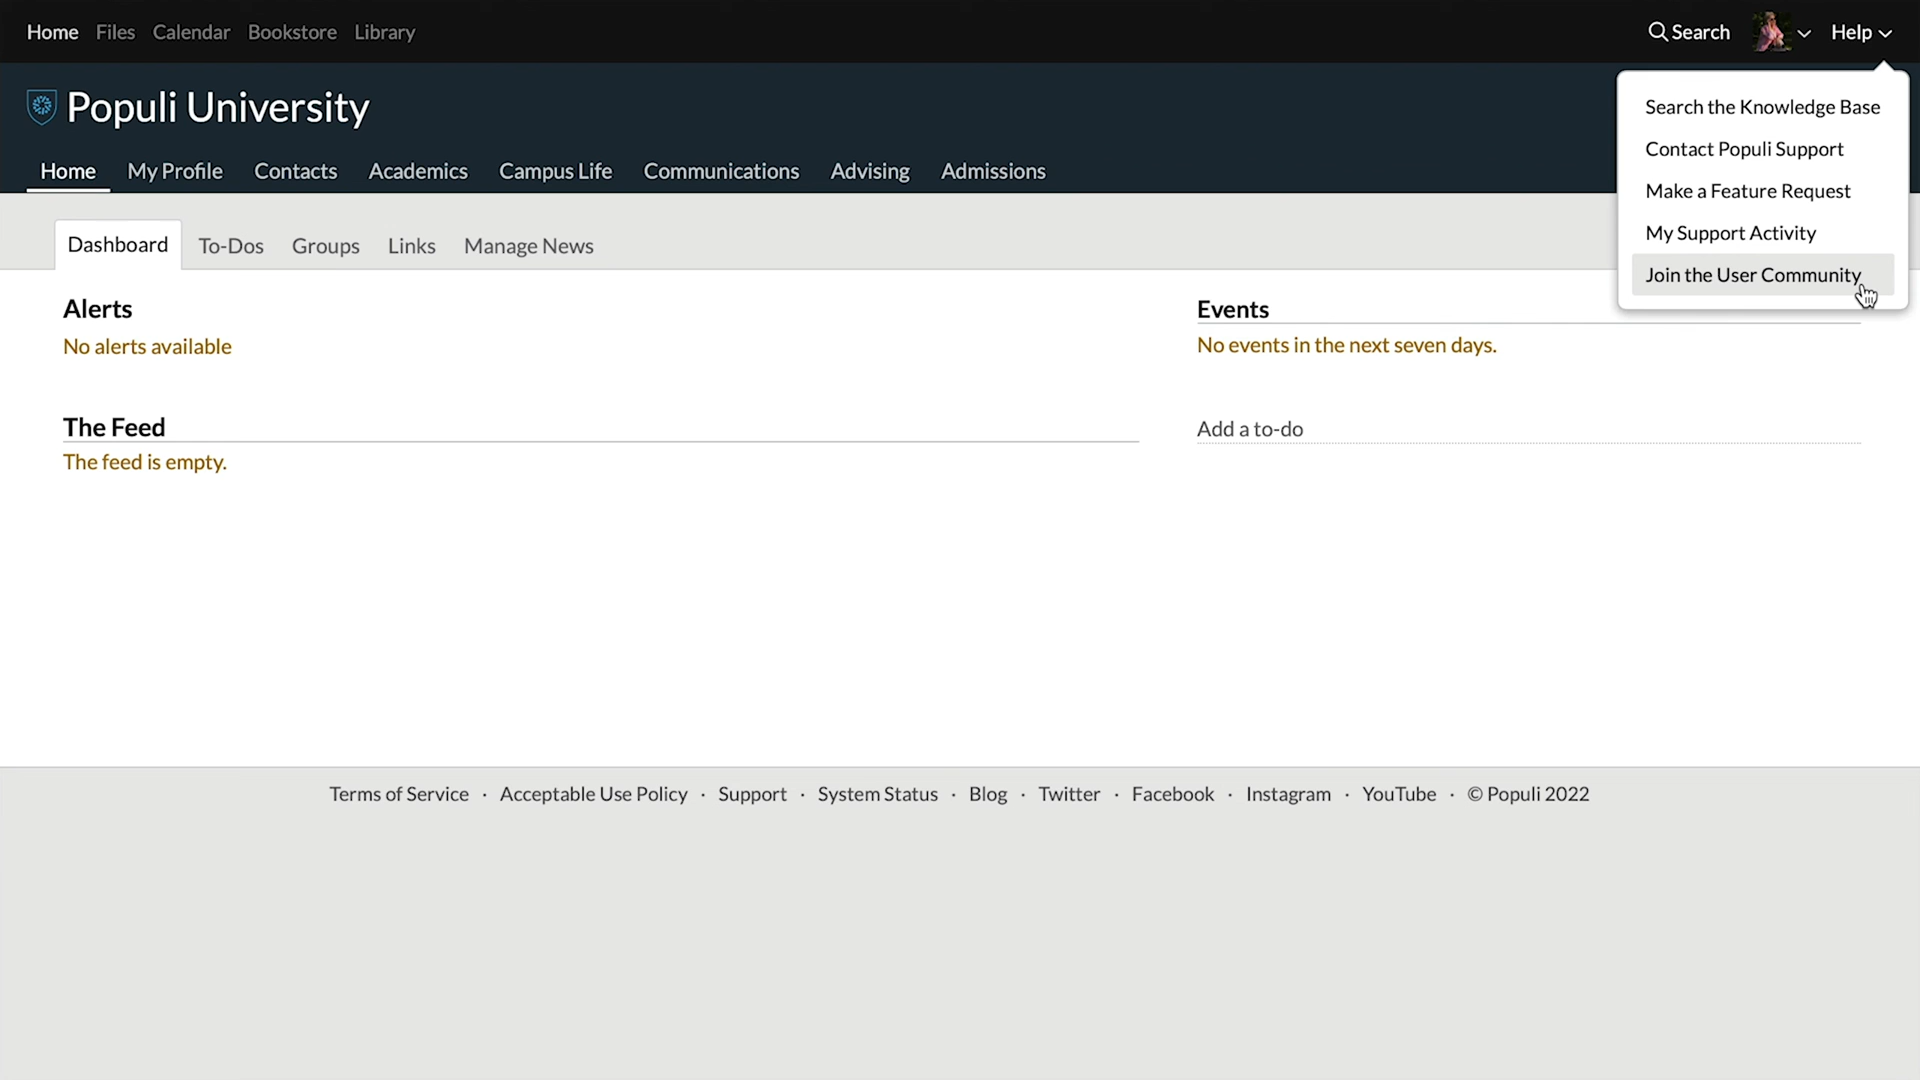 Home Files Calendar Bookstore Library
Search
Help
Populi University
Home My Profile Contacts Academics Campus Life Communications Advising Admissions
Search the Knowledge Base
Contact Populi Support
Make a Feature Request
My Support Activity
Join the User Community
Dashboard To-Dos Groups Links Manage News
Alerts
No alerts available
The Feed
The feed is empty.
Events
No events in the next seven days.
Add a to-do
Terms of Service · Acceptable Use Policy · Support · System Status · Blog · Twitter · Facebook · Instagram · YouTube · © Populi 2022